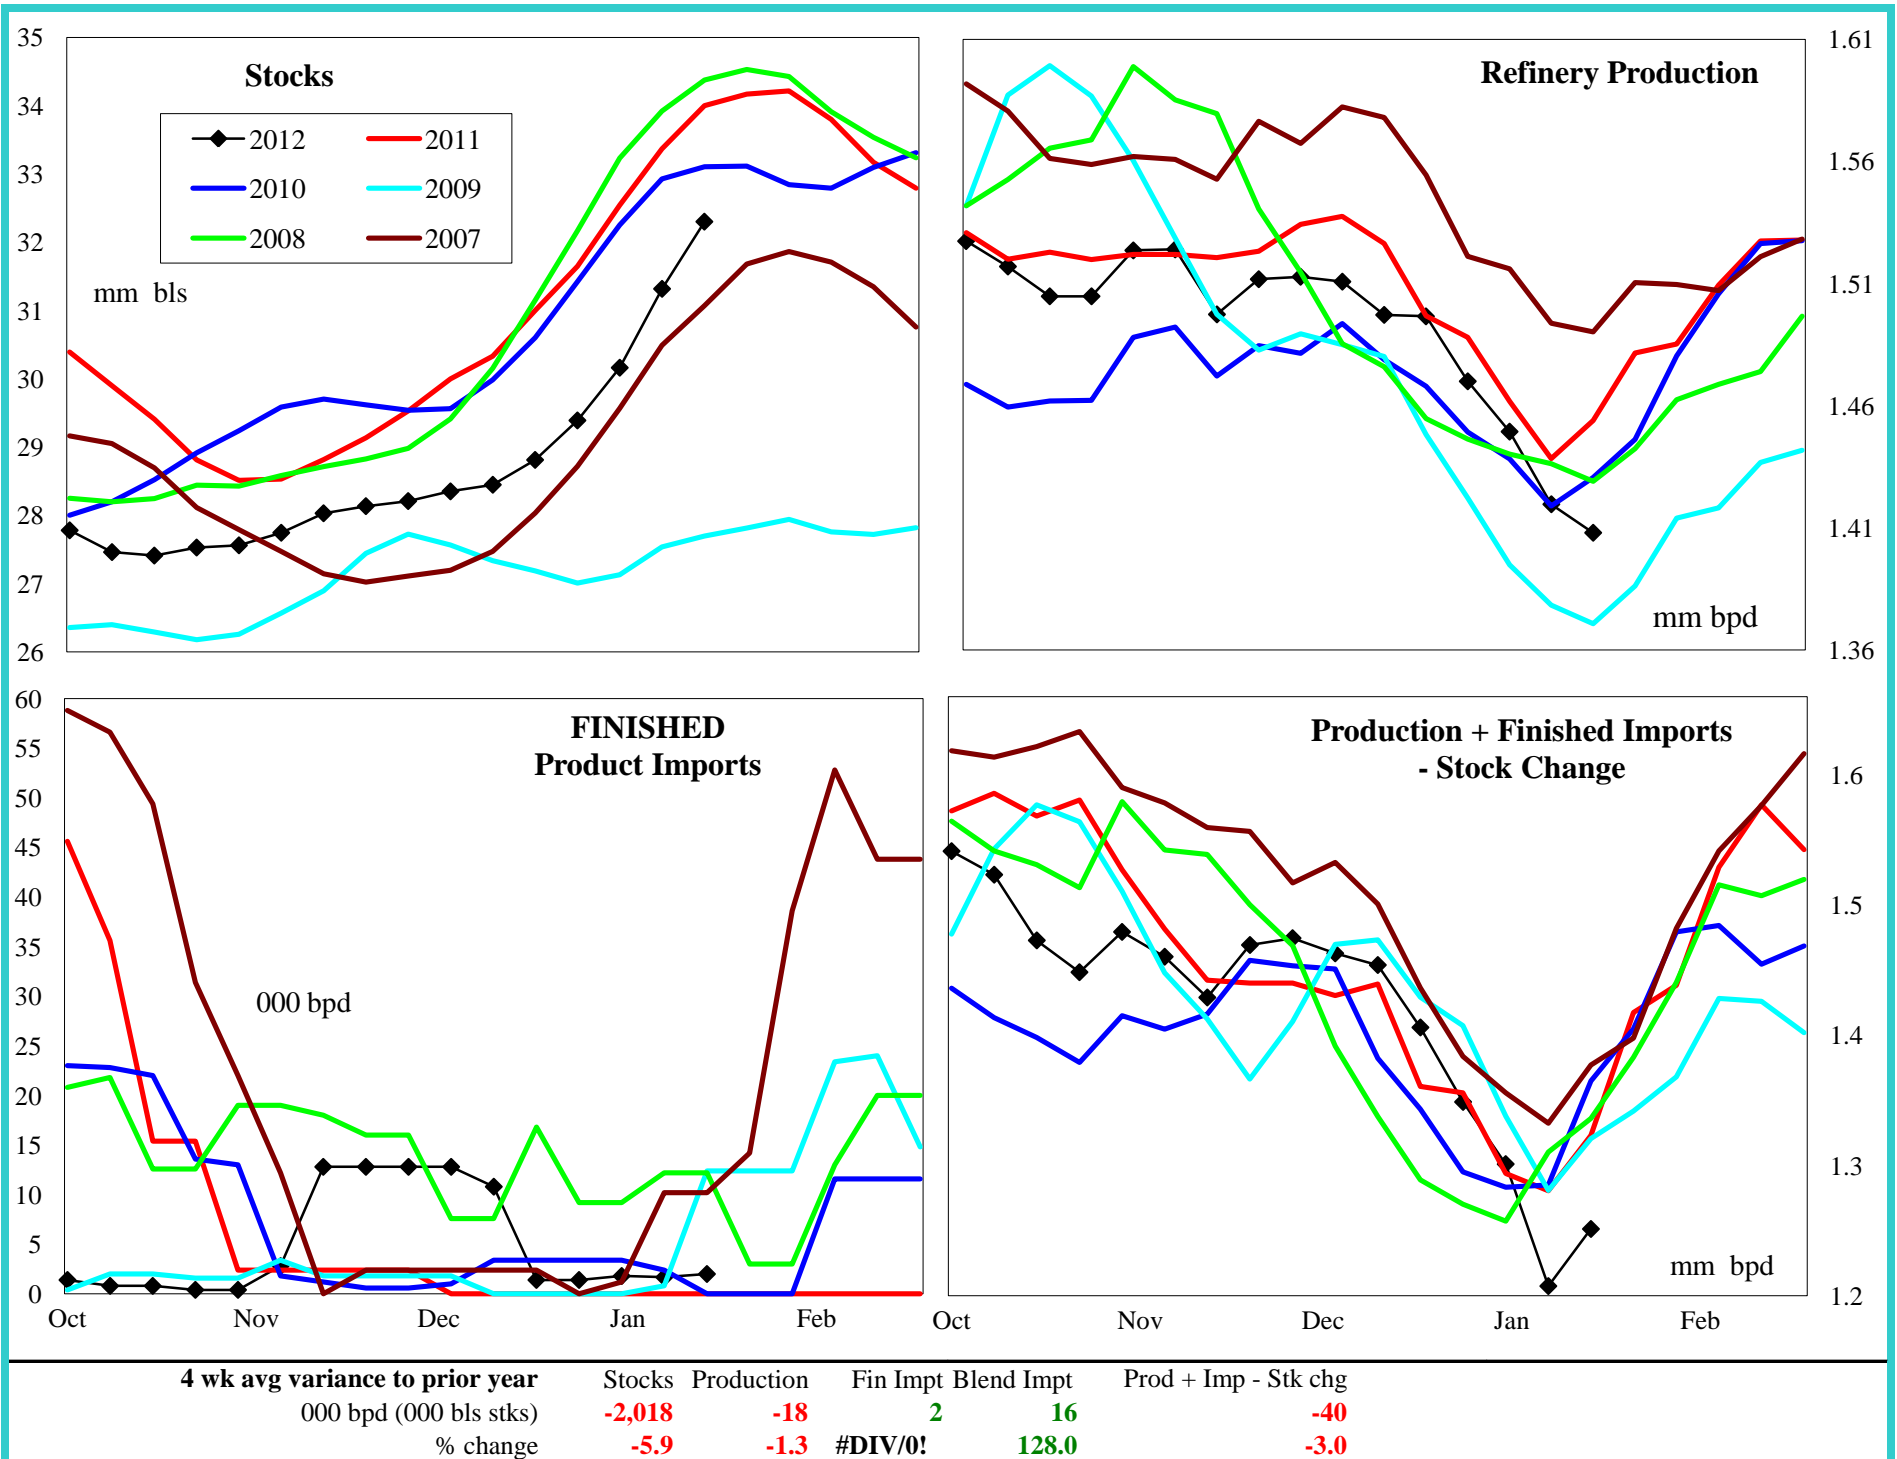 35
34
33
32
31
30
29
28
27
26
Stocks
2012
2011
2010
2009
2008
2007
mm bls
Refinery Production
1.61
1.56
1.51
1.46
1.41
1.36
mm bpd
60
55
50
45
40
35
30
25
20
15
10
5
0
FINISHED
Product Imports
000 bpd
Oct Nov Dec Jan Feb
Production + Finished Imports
- Stock Change
1.6
1.5
1.4
1.3
1.2
mm bpd
Oct Nov Dec Jan Feb
4 wk avg variance to prior year Stocks Production Fin Impt Blend Impt Prod + Imp - Stk chg
000 bpd (000 bls stks) -2,018 -18 2 16 -40
% change -5.9 -1.3 #DIV/0! 128.0 -3.0